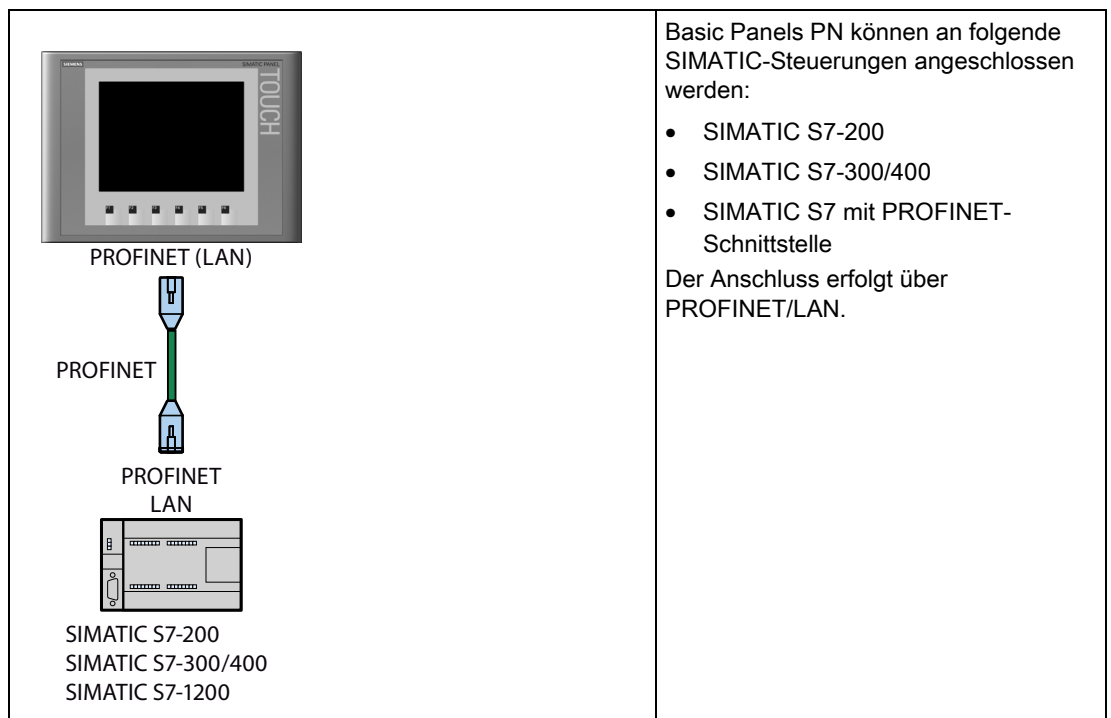 SIEMENS
SIMATIC PANEL
TOUCH
PROFINET (LAN)
PROFINET
PROFINET
LAN
SIMATIC S7-200
SIMATIC S7-300/400
SIMATIC S7-1200
Basic Panels PN können an folgende
SIMATIC-Steuerungen angeschlossen
werden:
• SIMATIC S7-200
• SIMATIC S7-300/400
• SIMATIC S7 mit PROFINET-
Schnittstelle
Der Anschluss erfolgt über
PROFINET/LAN.